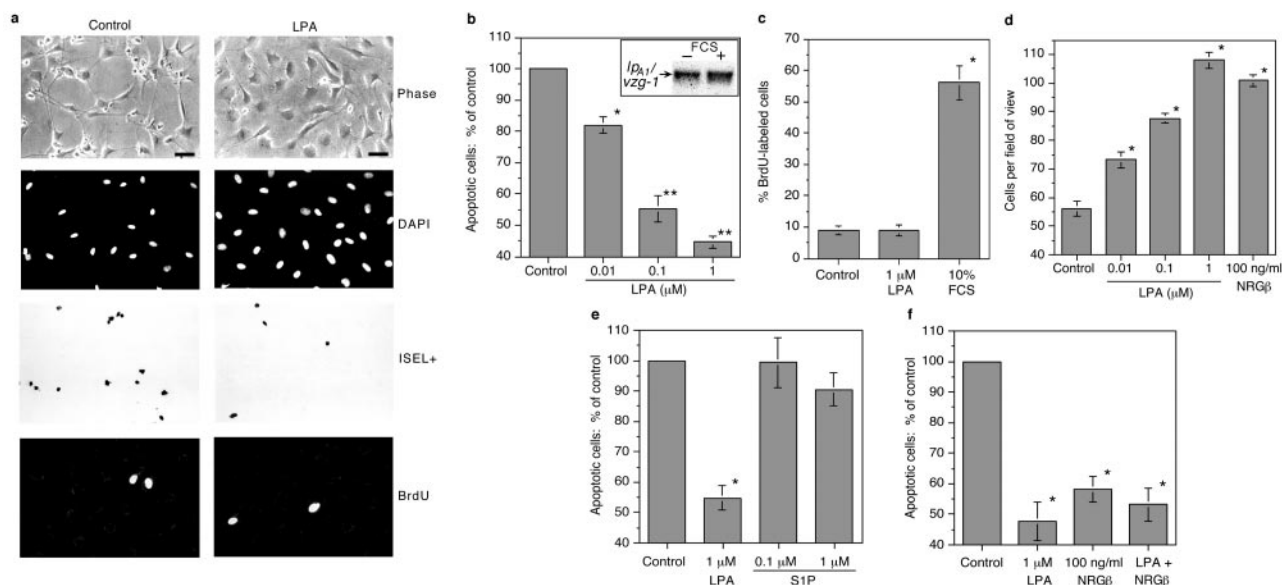 a
Control
LPA
Phase
DAPI
ISEL+
BrdU
b
Apoptotic cells: % of control
110
100
90
80
70
60
50
40
FCS
– +
lpA1/
vzg-1
*
**
**
Control
0.01
0.1
1
LPA (μM)
c
% BrdU-labeled cells
70
60
50
40
30
20
10
0
*
Control
1 μM
LPA
10%
FCS
d
Cells per field of view
120
110
100
90
80
70
60
50
40
*
*
*
*
Control
0.01
0.1
1
100 ng/ml
LPA (μM)
NRGβ
e
Apoptotic cells: % of control
110
100
90
80
70
60
50
40
*
Control
1 μM
LPA
0.1 μM
1 μM
S1P
f
Apoptotic cells: % of control
110
100
90
80
70
60
50
40
*
*
*
Control
1 μM
LPA
100 ng/ml
NRGβ
LPA +
NRGβ